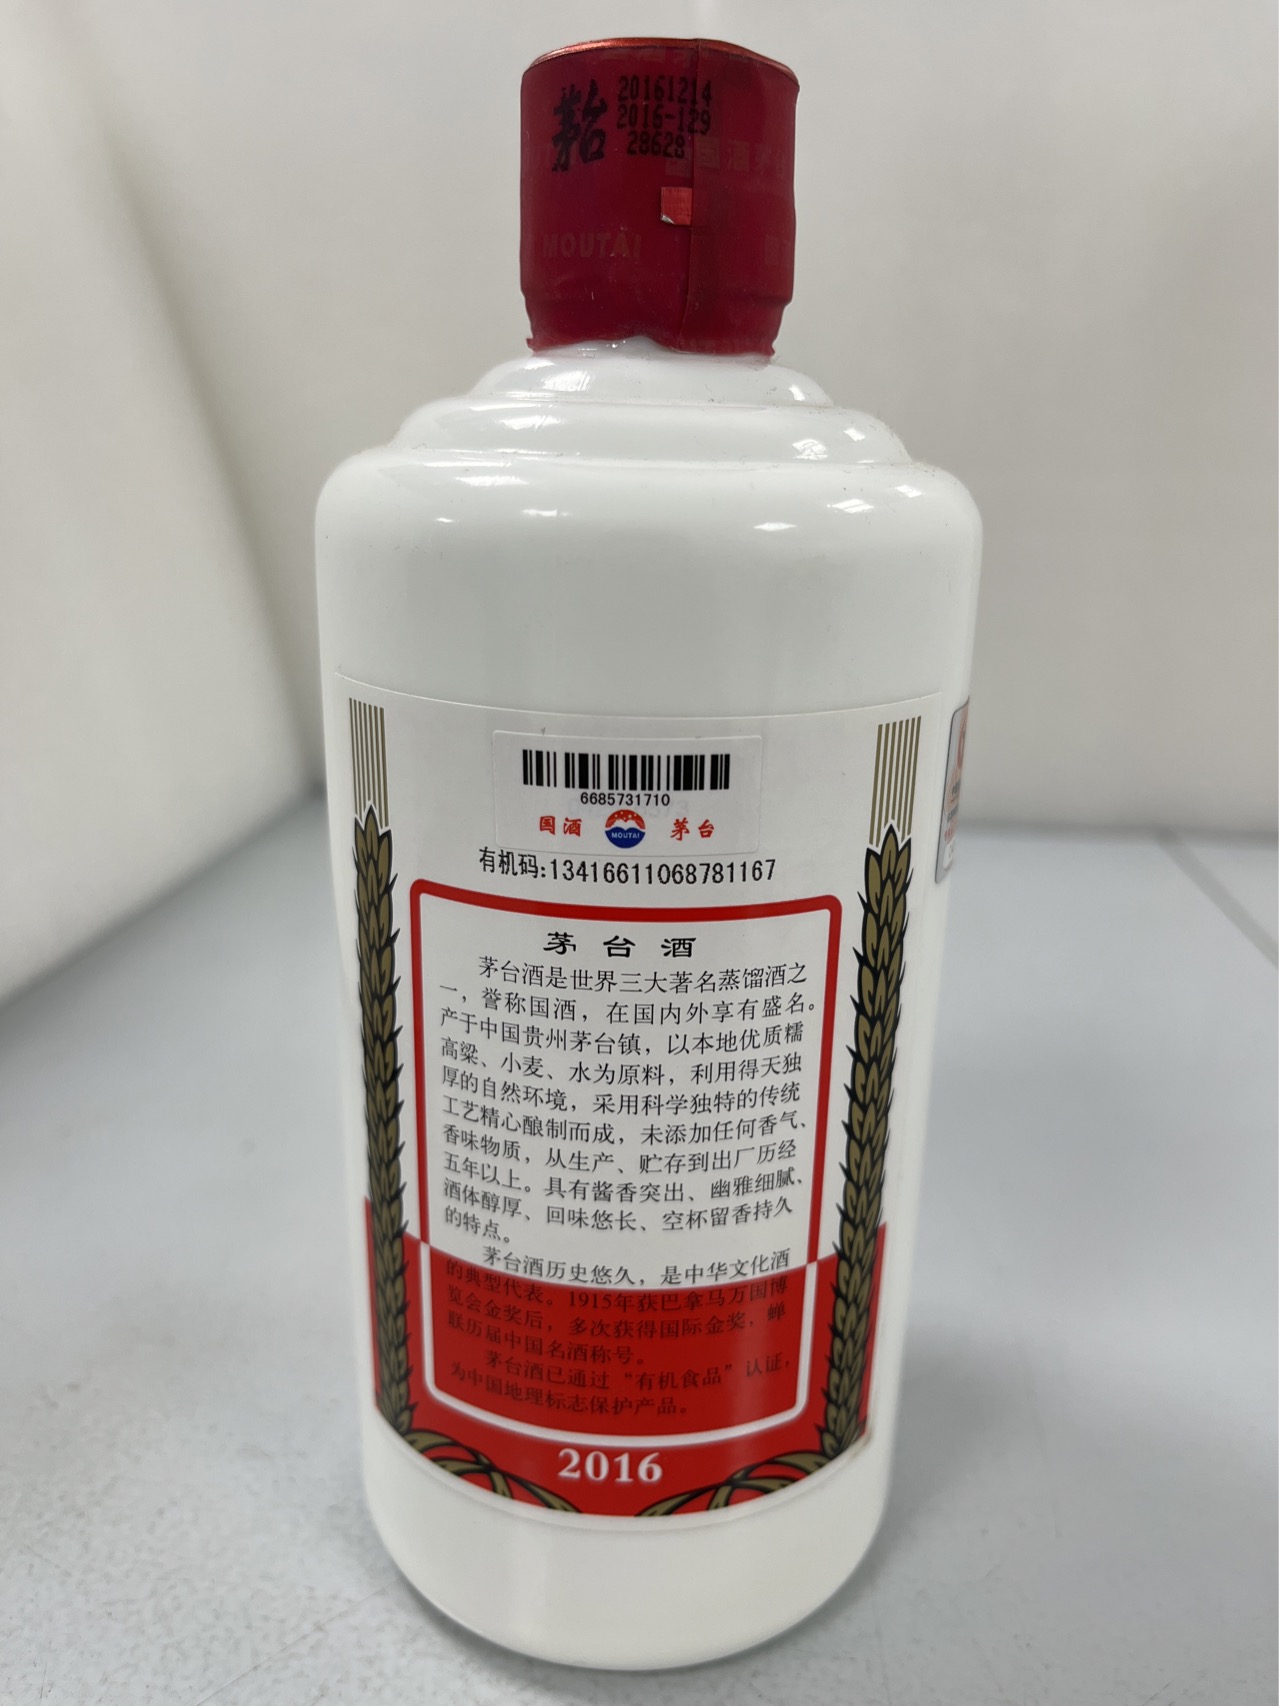 茅台
20161214
2016-129
28628
国酒
MOUTAI
6685731710
国酒 MOUTAI 茅台
有机码:13416611068781167
茅台酒
茅台酒是世界三大著名蒸馏酒之
一，誉称国酒，在国内外享有盛名。
产于中国贵州茅台镇，以本地优质糯
高粱、小麦、水为原料，利用得天独
厚的自然环境，采用科学独特的传统
工艺精心酿制而成，未添加任何香气、
香味物质，从生产、贮存到出厂历经
五年以上。具有酱香突出、幽雅细腻、
酒体醇厚、回味悠长、空杯留香持久
的特点。
茅台酒历史悠久，是中华文化酒
的典型代表。1915年获巴拿马万国博
览会金奖后，多次获得国际金奖，蝉
联历届中国名酒称号。
茅台酒已通过“有机食品”认证，
为中国地理标志保护产品。
2016